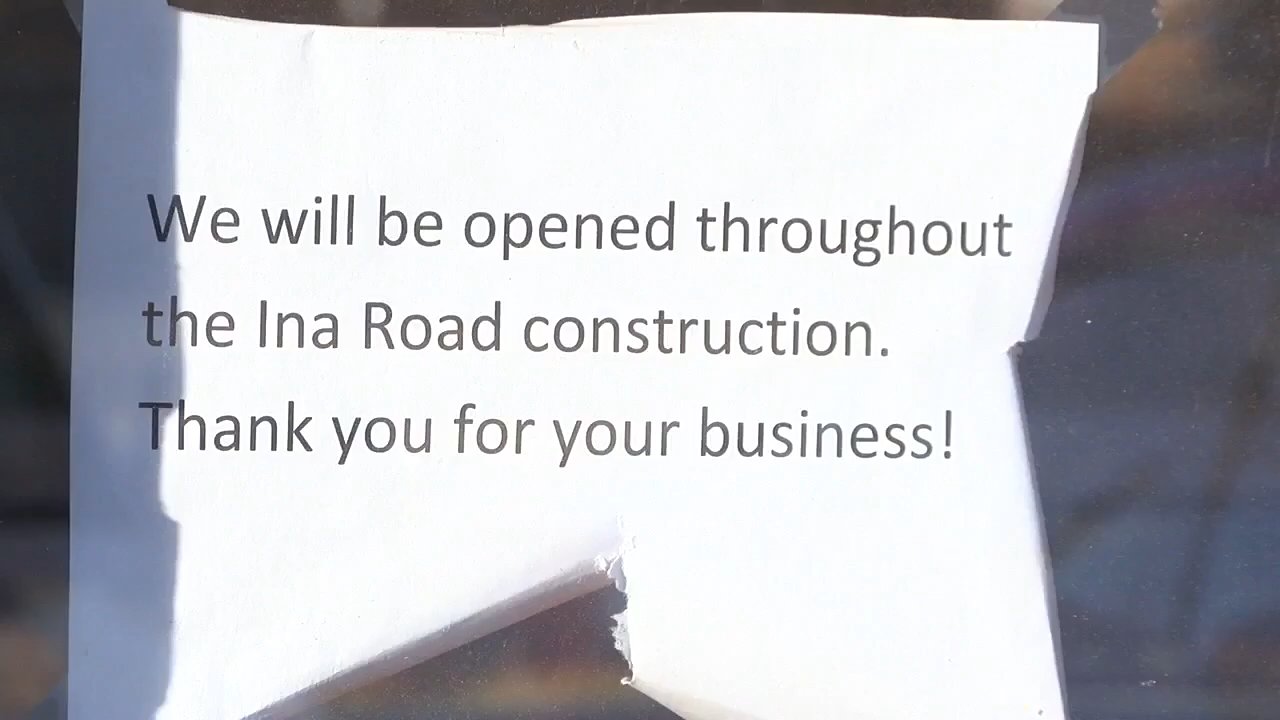 We will be opened throughout
the Ina Road construction.
Thank you for your business!